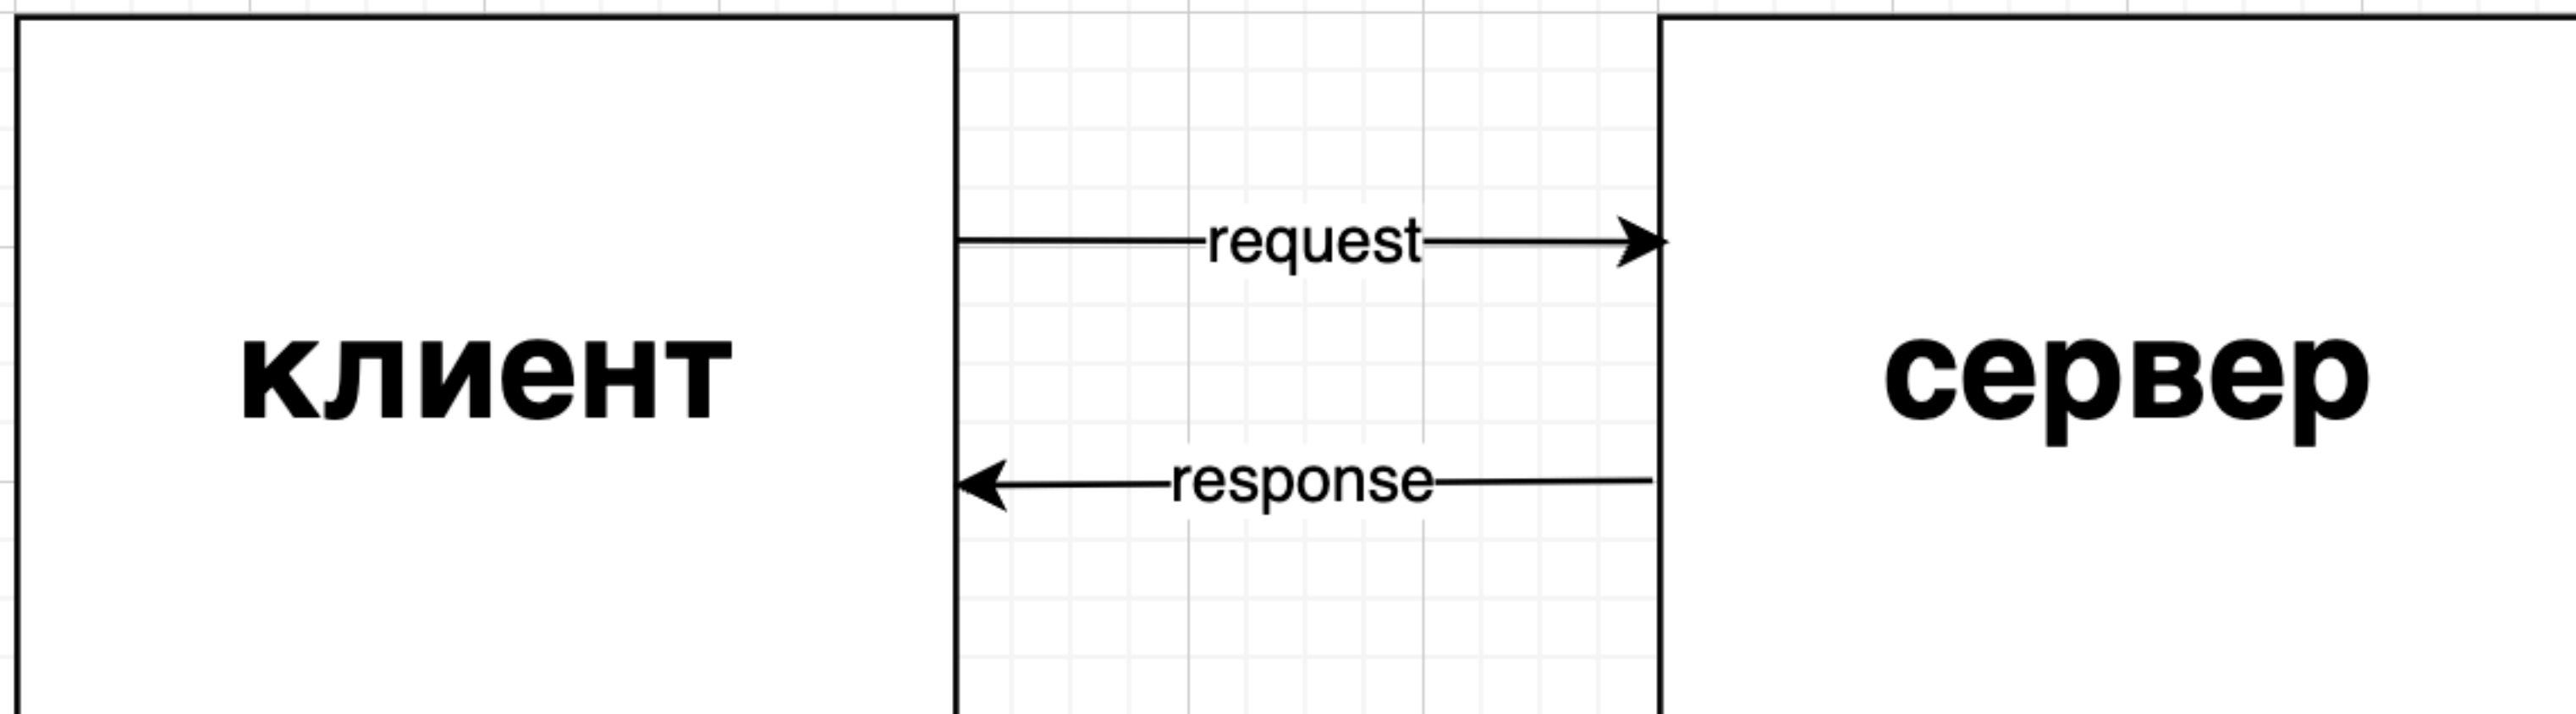 request
клиент
сервер
response